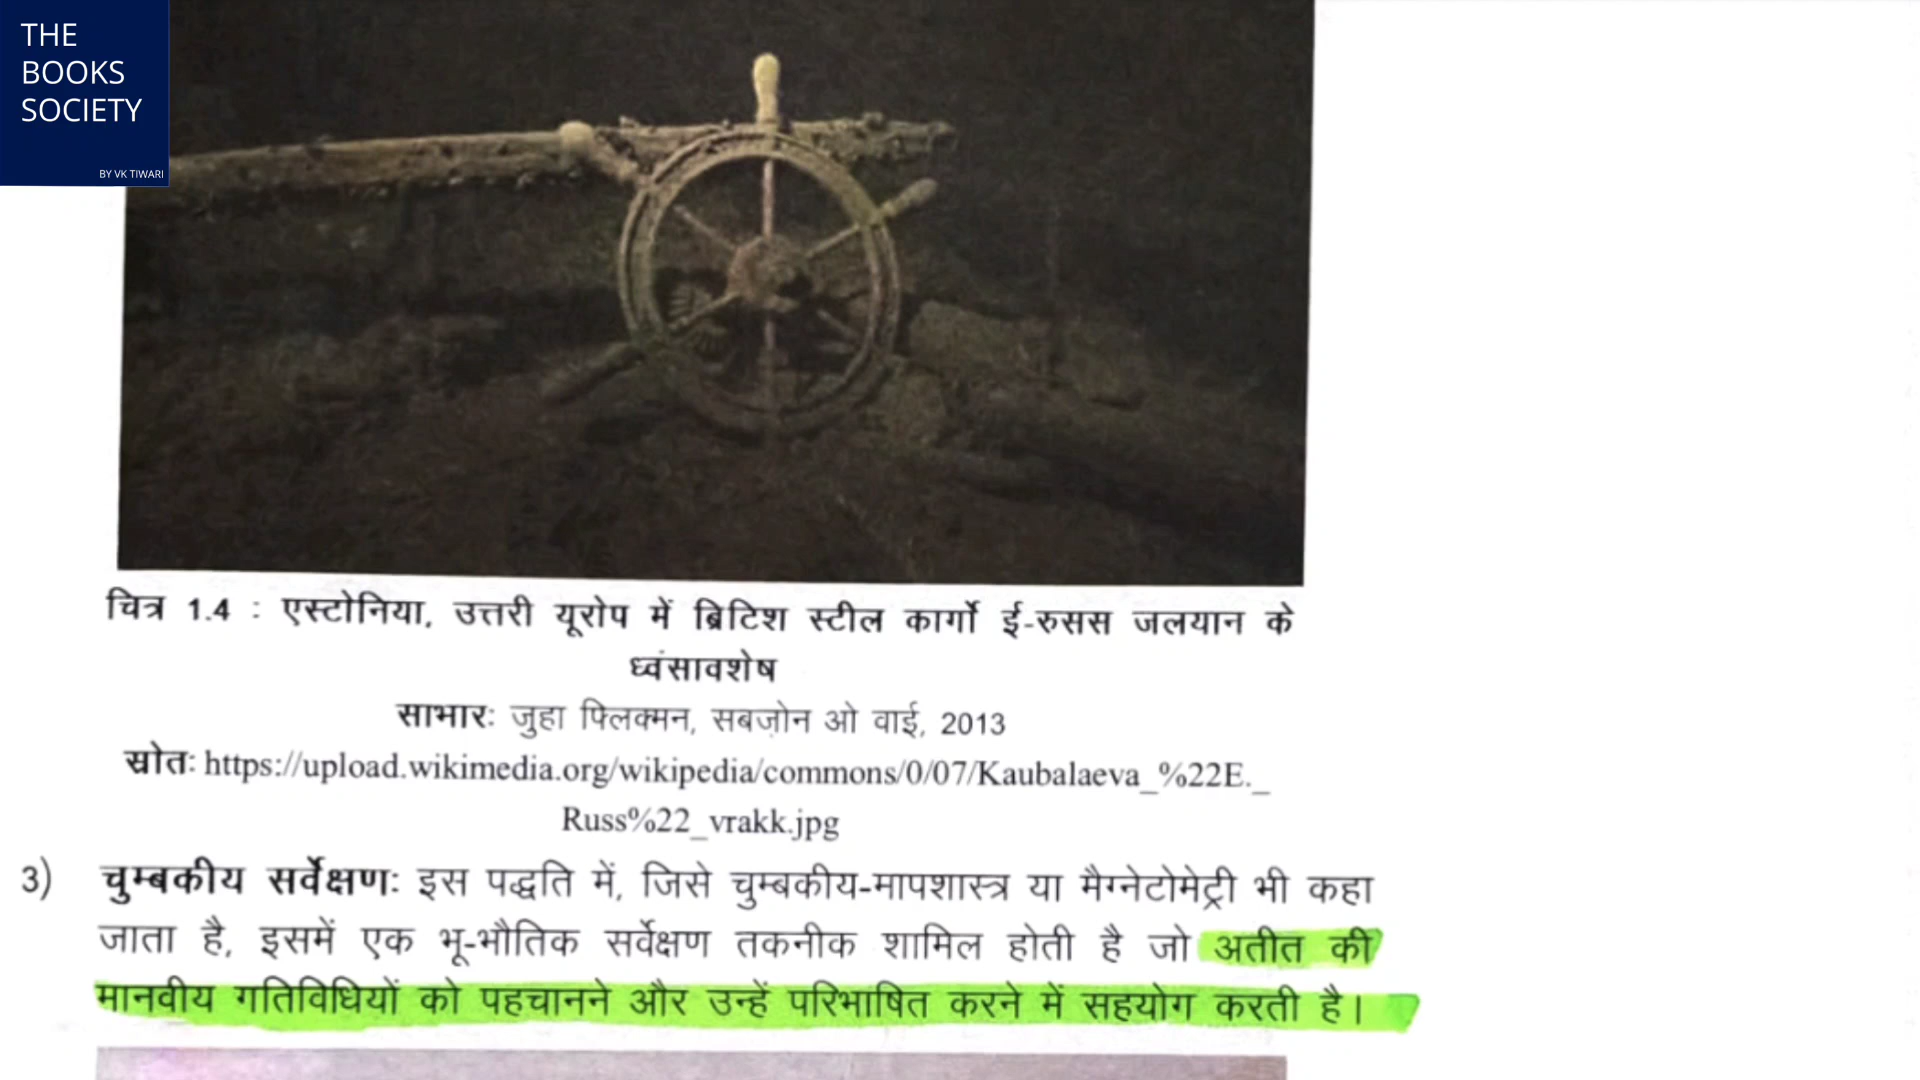 THE
BOOKS
SOCIETY
BY VK TIWARI
चित्र 1.4 : एस्टोनिया, उत्तरी यूरोप में ब्रिटिश स्टील कार्गो ई-रुसस जलयान के
ध्वंसावशेष
साभारः जुहा फ्लिक्मन, सबज़ोन ओ वाई, 2013
स्रोतः https://upload.wikimedia.org/wikipedia/commons/0/07/Kaubalaeva_%22E._
Russ%22_vrakk.jpg
3) चुम्बकीय सर्वेक्षणः इस पद्धति में, जिसे चुम्बकीय-मापशास्त्र या मैग्नेटोमेट्री भी कहा
जाता है, इसमें एक भू-भौतिक सर्वेक्षण तकनीक शामिल होती है जो अतीत की
मानवीय गतिविधियों को पहचानने और उन्हें परिभाषित करने में सहयोग करती है।